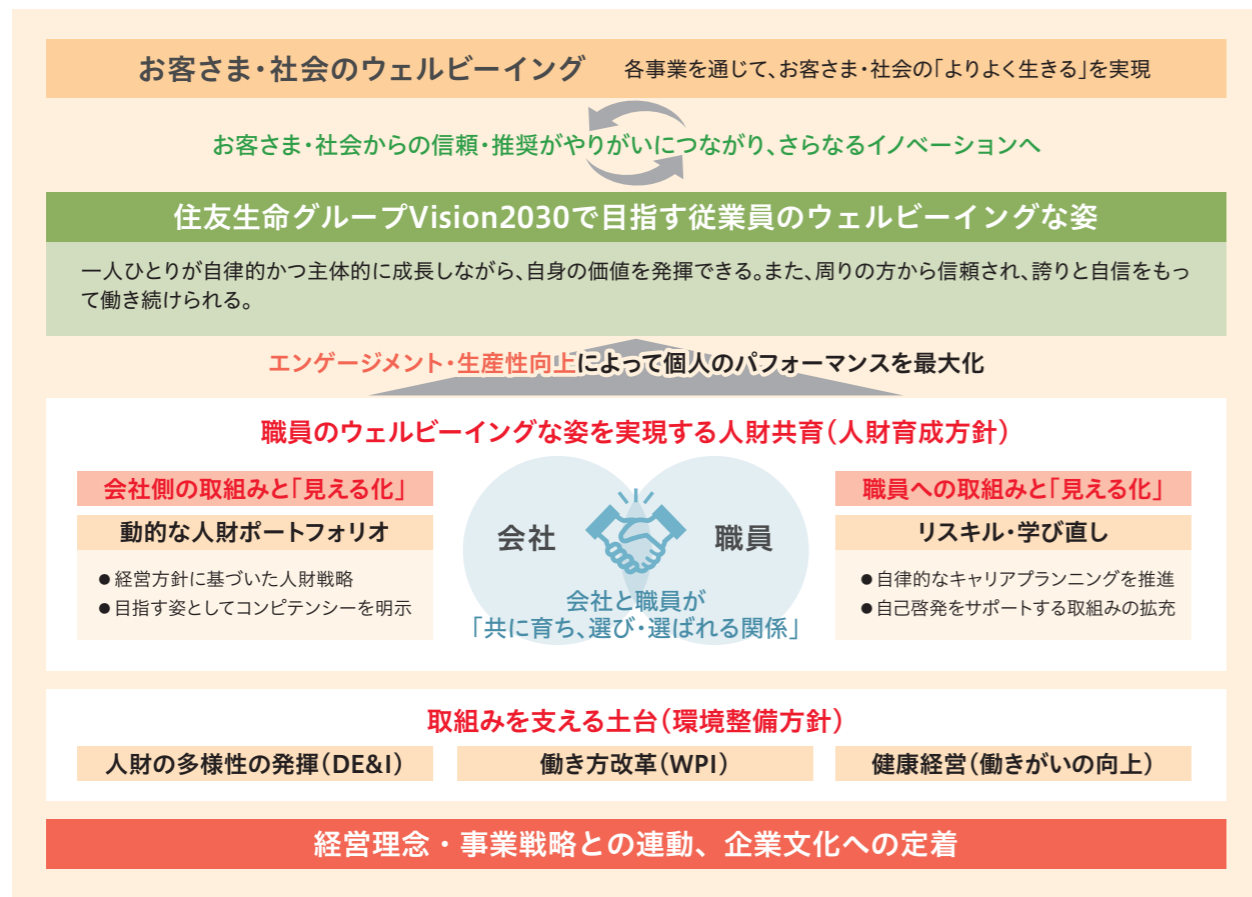 お客さま・社会のウェルビーイング 各事業を通じて、お客さま・社会の「よりよく生きる」を実現
お客さま・社会からの信頼・推奨がやりがいにつながり、さらなるイノベーションへ
住友生命グループVision2030で目指す従業員のウェルビーイングな姿
一人ひとりが自律的かつ主体的に成長しながら、自身の価値を発揮できる。また、周りの方から信頼され、誇りと自信をもっ
て働き続けられる。
エンゲージメント・生産性向上によって個人のパフォーマンスを最大化
職員のウェルビーイングな姿を実現する人財共育（人財育成方針）
会社側の取組みと「見える化」
動的な人財ポートフォリオ
●経営方針に基づいた人財戦略
●目指す姿としてコンピテンシーを明示
会社 職員
会社と職員が
「共に育ち、選び・選ばれる関係」
職員への取組みと「見える化」
リスキル・学び直し
●自律的なキャリアプランニングを推進
●自己啓発をサポートする取組みの拡充
取組みを支える土台（環境整備方針）
人財の多様性の発揮（DE&I） 働き方改革（WPI） 健康経営（働きがいの向上）
経営理念・事業戦略との連動、企業文化への定着